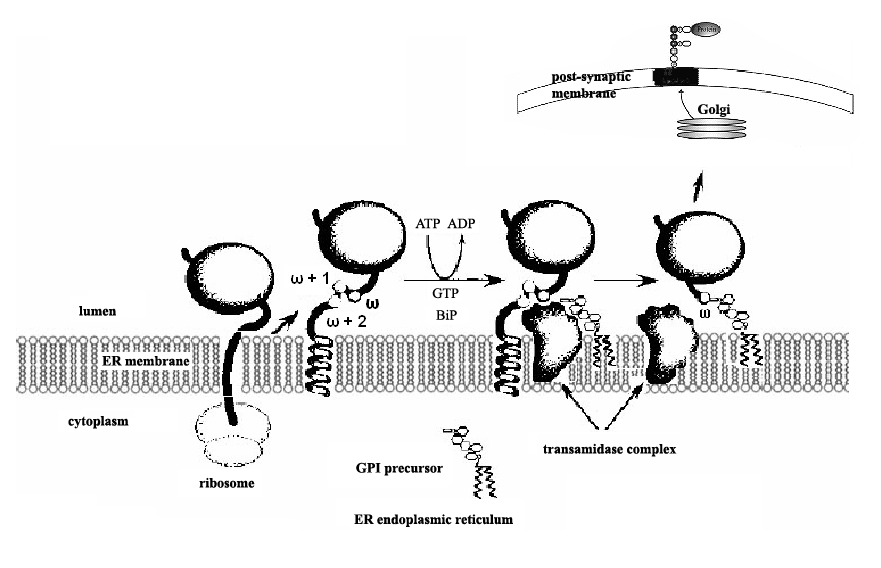 Protein
post-synaptic
membrane
Golgi
ATP ADP
ω + 1
ω
GTP
ω + 2
BiP
lumen
ω
ER membrane
cytoplasm
transamidase complex
GPI precursor
ribosome
ER endoplasmic reticulum